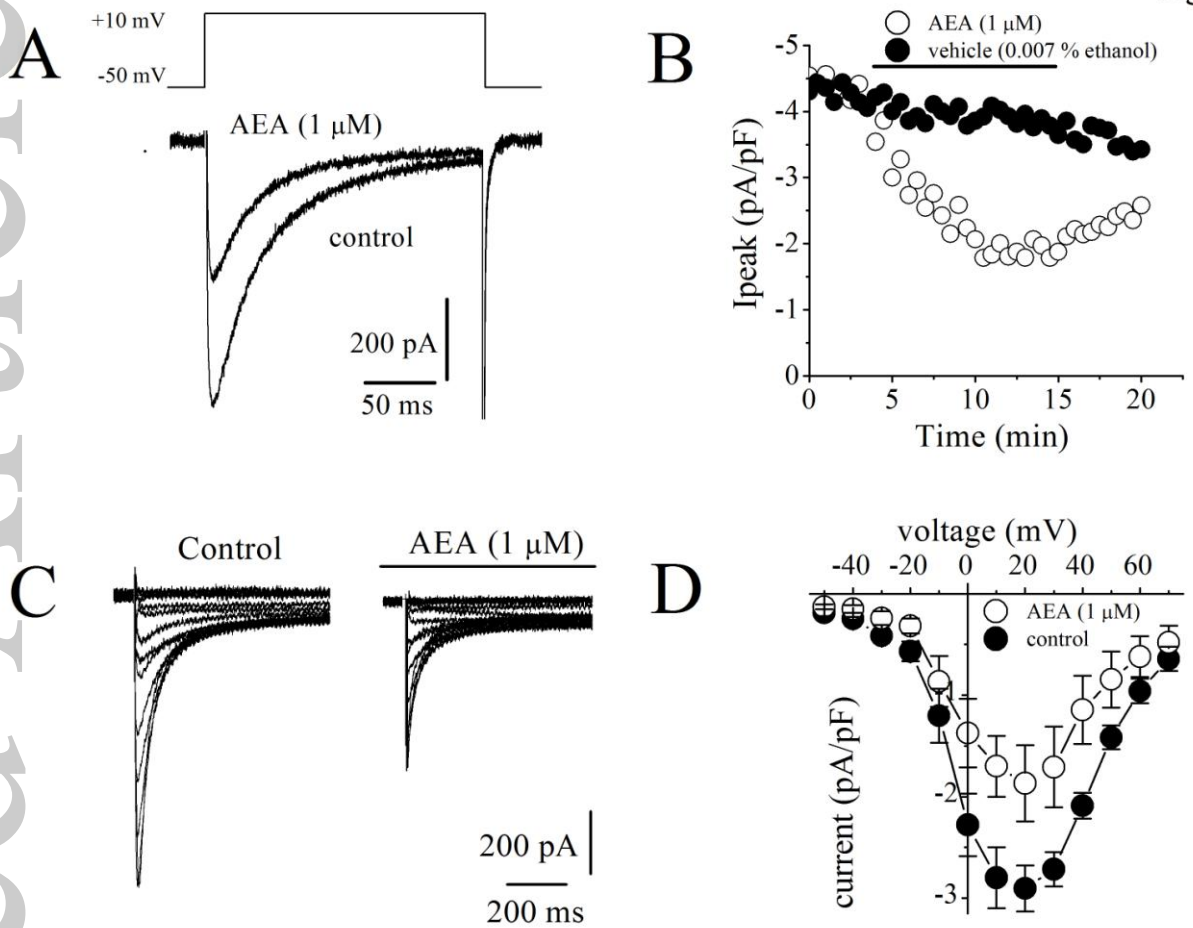 A
+10 mV
-50 mV
AEA (1 μM)
control
200 pA
50 ms
B
AEA (1 μM)
vehicle (0.007 % ethanol)
-5
-4
-3
-2
-1
0
Ipeak (pA/pF)
0
5
10
15
20
Time (min)
C
Control
AEA (1 μM)
200 pA
200 ms
D
voltage (mV)
-40
-20
0
20
40
60
AEA (1 μM)
control
-1
-2
-3
current (pA/pF)